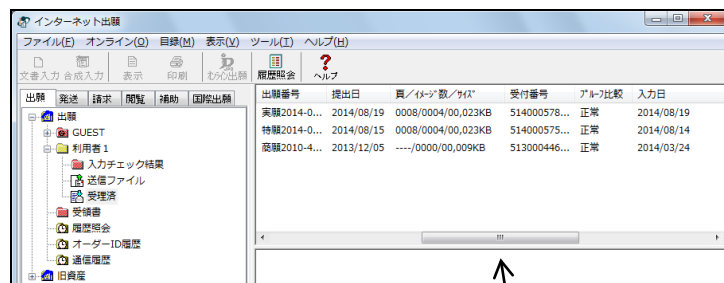 インターネット出願
ファイル(F) オンライン(O) 目録(M) 表示(V) ツール(T) ヘルプ(H)
文書入力 合成入力 表示 印刷 むらく出願 履歴照会 ヘルプ
出願 発送 請求 閲覧 補助 国際出願
出願番号 提出日 頁/イメージ数/サイズ 受付番号 プルーフ比較 入力日
実願2014-0... 2014/08/19 0008/0004/00,023KB 514000578... 正常 2014/08/19
特願2014-0... 2014/08/15 0008/0004/00,023KB 514000575... 正常 2014/08/14
商願2010-4... 2013/12/05 ----/0000/00,009KB 513000446... 正常 2014/03/24
出願
GUEST
利用者1
入力チェック結果
送信ファイル
受理済
受領書
履歴照会
オーダーID履歴
通信履歴
旧資産